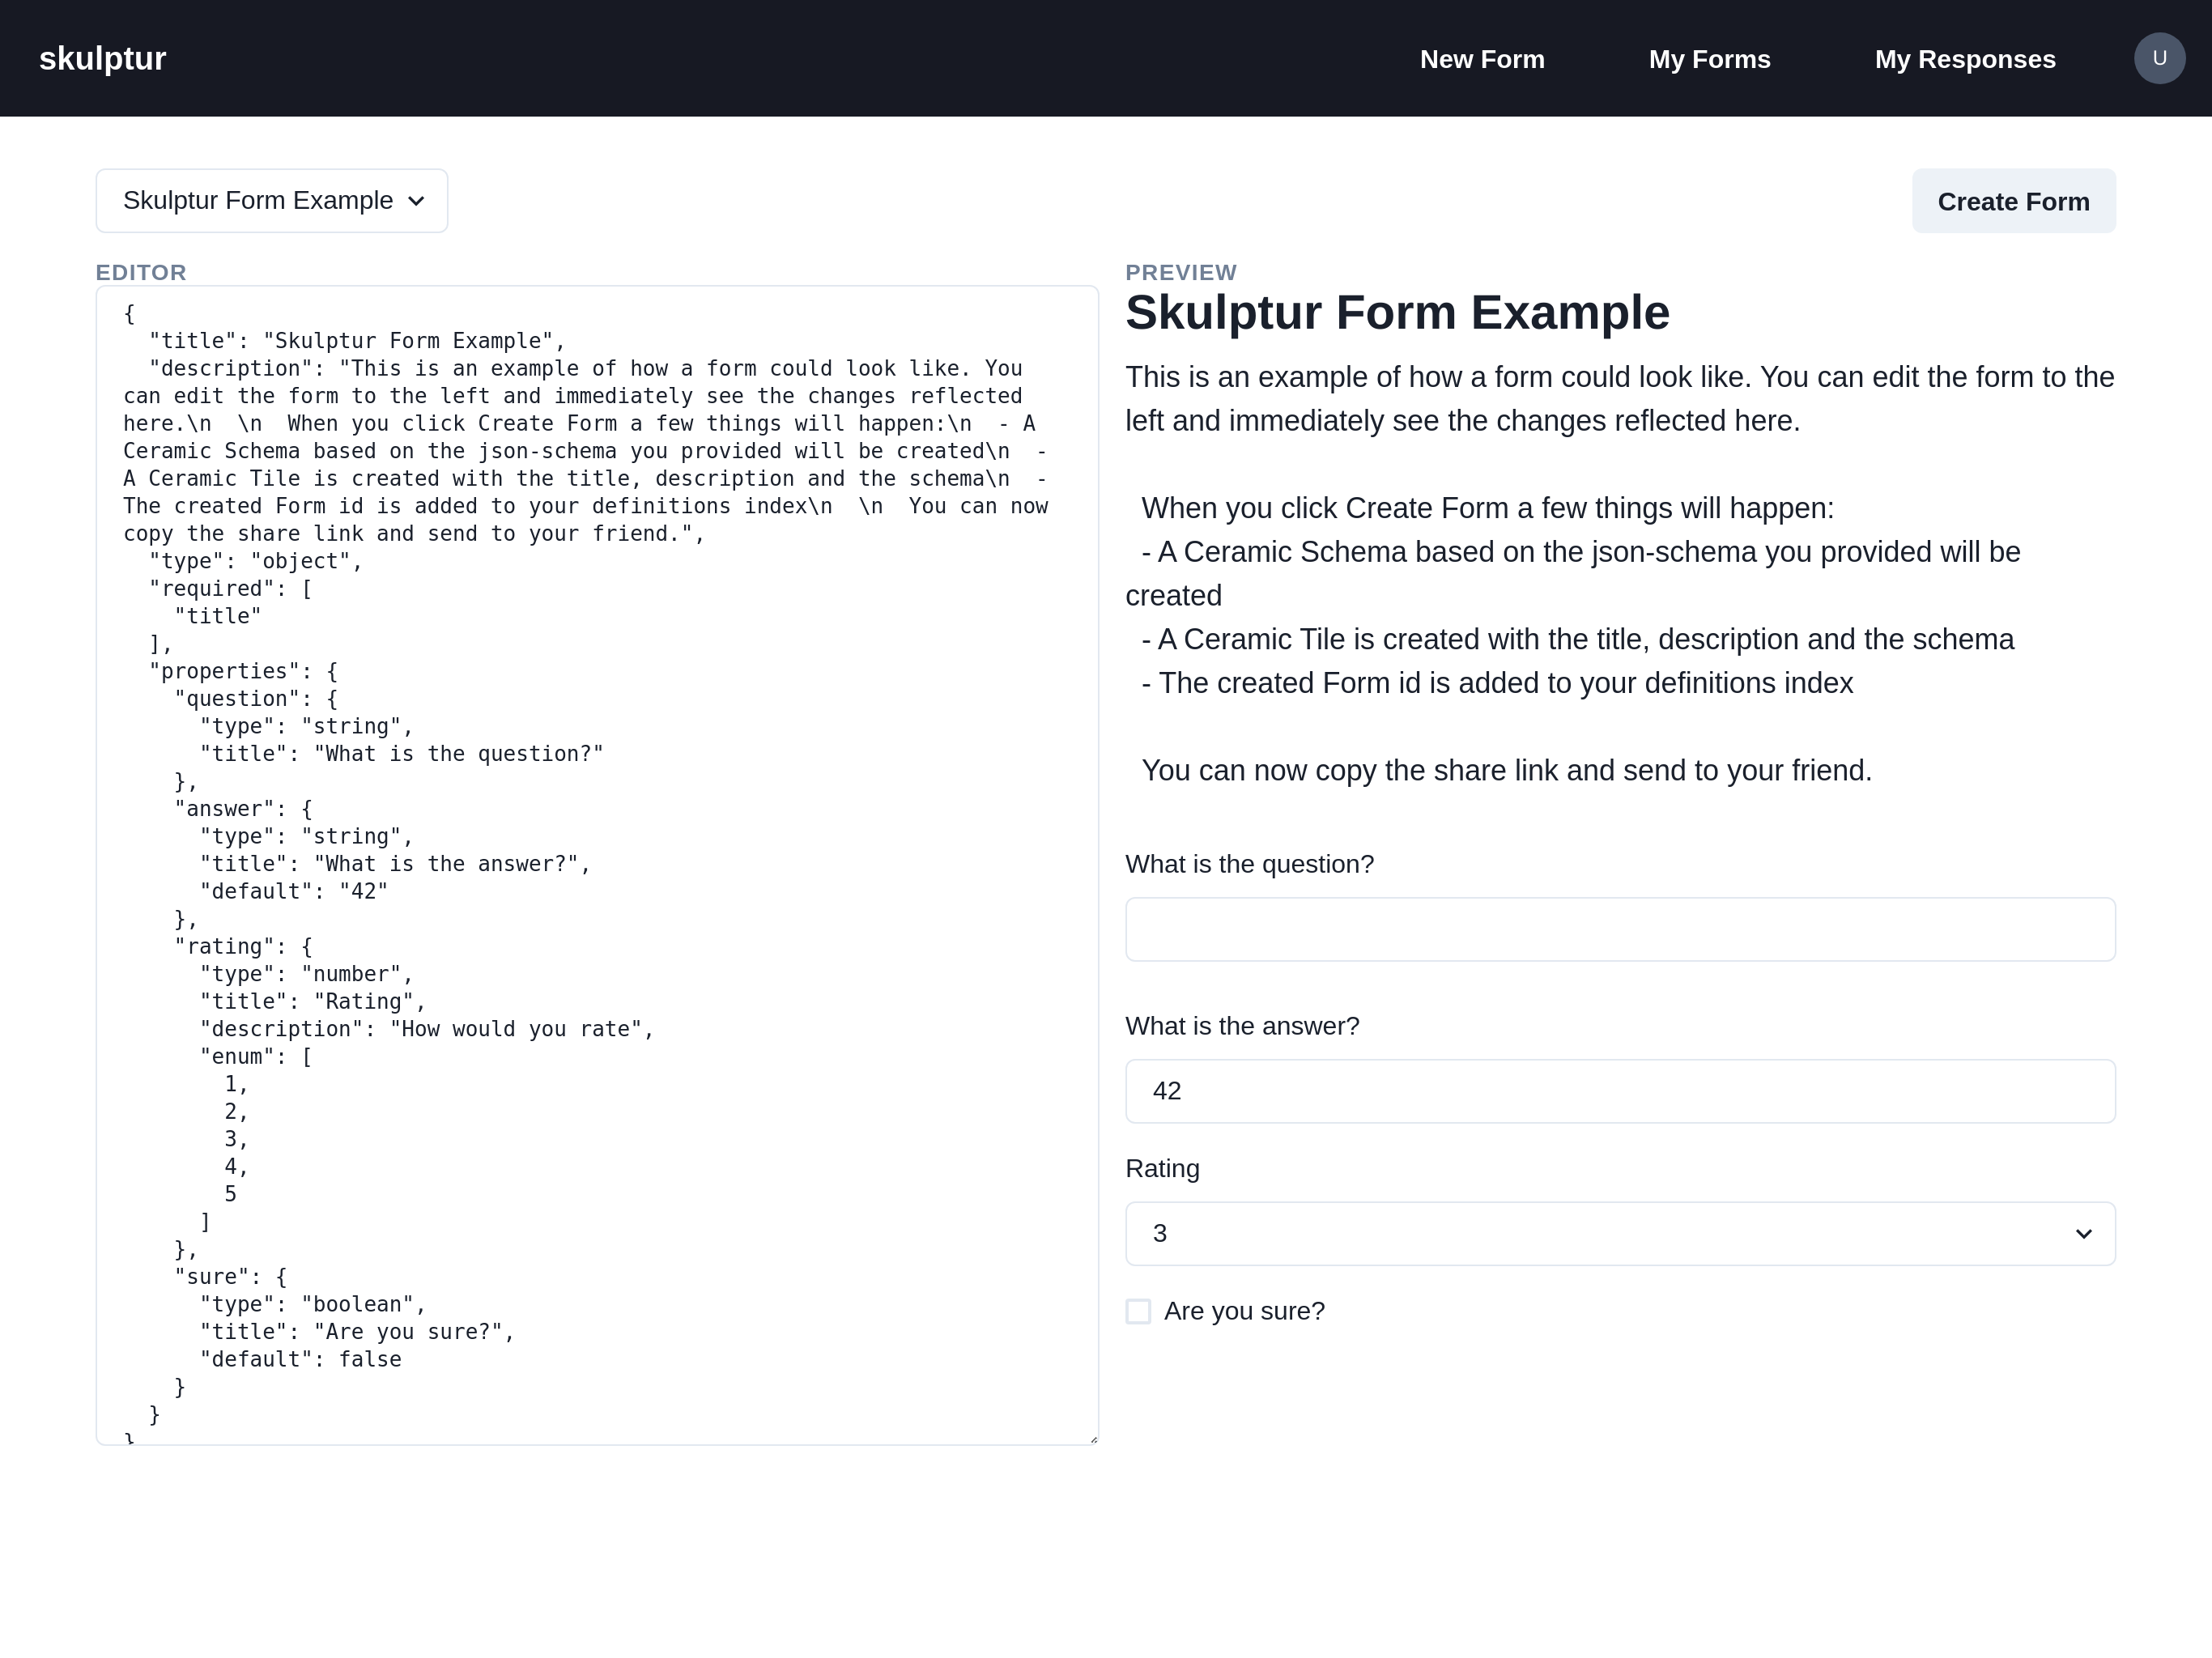 skulptur
New Form
My Forms
My Responses
U
Skulptur Form Example
Create Form
EDITOR
{
  "title": "Skulptur Form Example",
  "description": "This is an example of how a form could look like. You
can edit the form to the left and immediately see the changes reflected
here.\n  \n  When you click Create Form a few things will happen:\n  - A
Ceramic Schema based on the json-schema you provided will be created\n  -
A Ceramic Tile is created with the title, description and the schema\n  -
The created Form id is added to your definitions index\n  \n  You can now
copy the share link and send to your friend.",
  "type": "object",
  "required": [
    "title"
  ],
  "properties": {
    "question": {
      "type": "string",
      "title": "What is the question?"
    },
    "answer": {
      "type": "string",
      "title": "What is the answer?",
      "default": "42"
    },
    "rating": {
      "type": "number",
      "title": "Rating",
      "description": "How would you rate",
      "enum": [
        1,
        2,
        3,
        4,
        5
      ]
    },
    "sure": {
      "type": "boolean",
      "title": "Are you sure?",
      "default": false
    }
  }
}
PREVIEW
Skulptur Form Example
This is an example of how a form could look like. You can edit the form to the
left and immediately see the changes reflected here.
When you click Create Form a few things will happen:
- A Ceramic Schema based on the json-schema you provided will be
created
- A Ceramic Tile is created with the title, description and the schema
- The created Form id is added to your definitions index
You can now copy the share link and send to your friend.
What is the question?
What is the answer?
42
Rating
3
Are you sure?